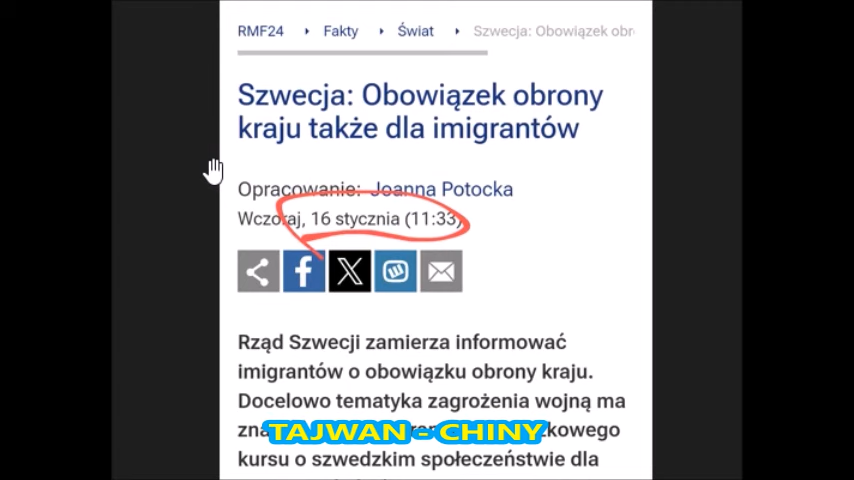 RMF24 Fakty Świat Szwecja: Obowiązek obr
Szwecja: Obowiązek obrony
kraju także dla imigrantów
Opracowanie: Joanna Potocka
Wczoraj, 16 stycznia (11:33)
Rząd Szwecji zamierza informować
imigrantów o obowiązku obrony kraju.
Docelowo tematyka zagrożenia wojną ma
TAJWAN - CHINY
kursu o szwedzkim społeczeństwie dla